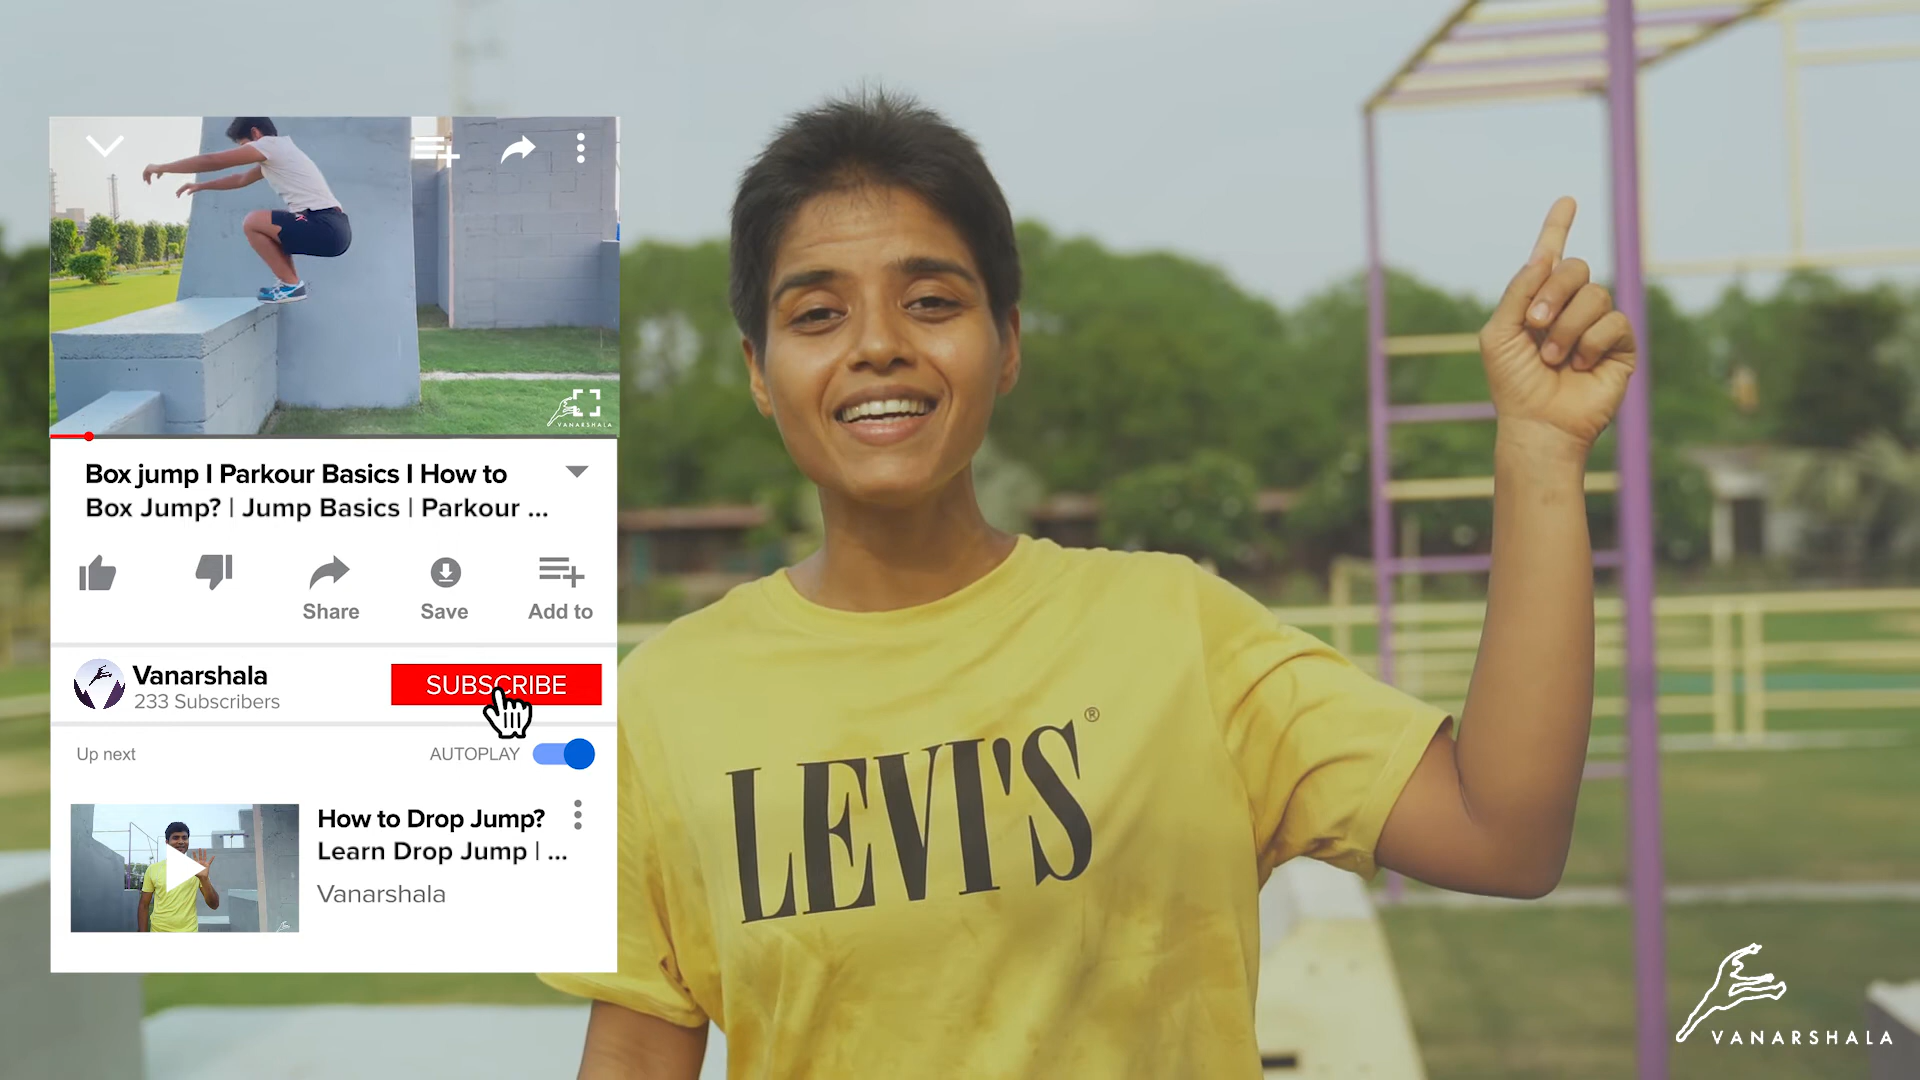 VANARSHALA
Box jump I Parkour Basics I How to
Box Jump? | Jump Basics | Parkour ...
Share
Save
Add to
Vanarshala
233 Subscribers
SUBSCRIBE
Up next
AUTOPLAY
How to Drop Jump?
Learn Drop Jump | ...
Vanarshala
LEVI'S®
VANARSHALA